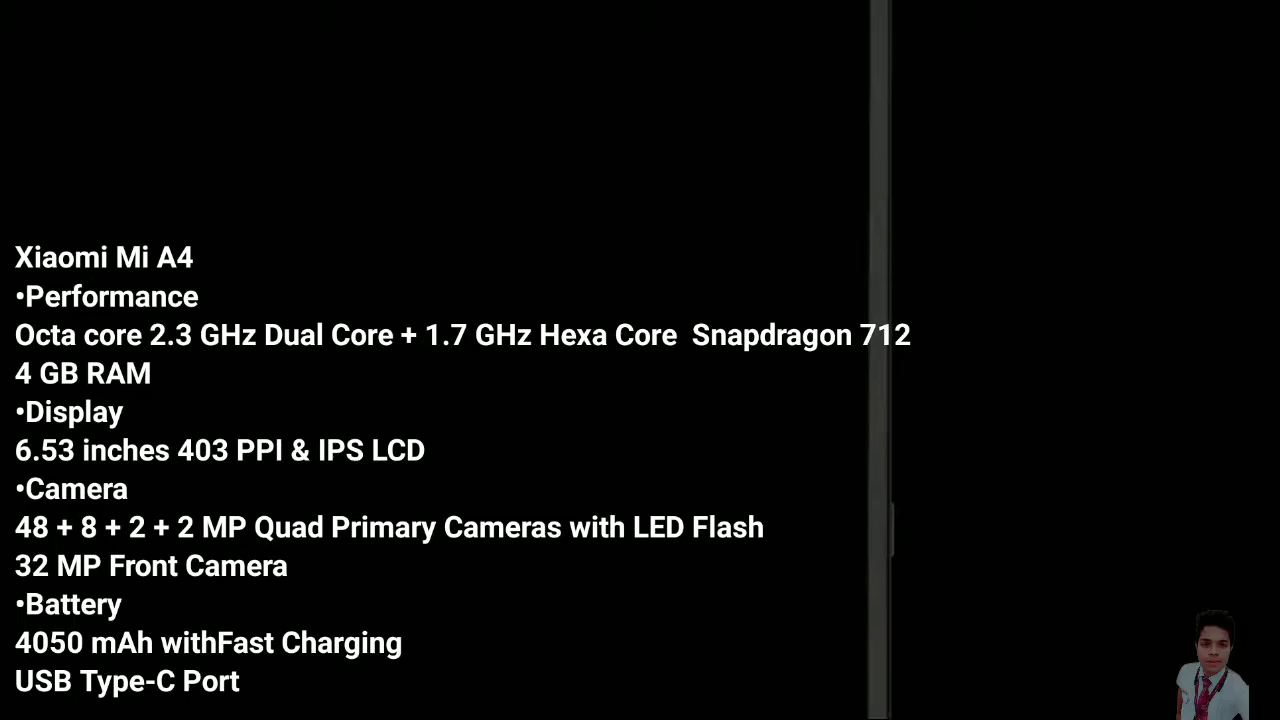 Xiaomi Mi A4
•Performance
Octa core 2.3 GHz Dual Core + 1.7 GHz Hexa Core  Snapdragon 712
4 GB RAM
•Display
6.53 inches 403 PPI & IPS LCD
•Camera
48 + 8 + 2 + 2 MP Quad Primary Cameras with LED Flash
32 MP Front Camera
•Battery
4050 mAh withFast Charging
USB Type-C Port